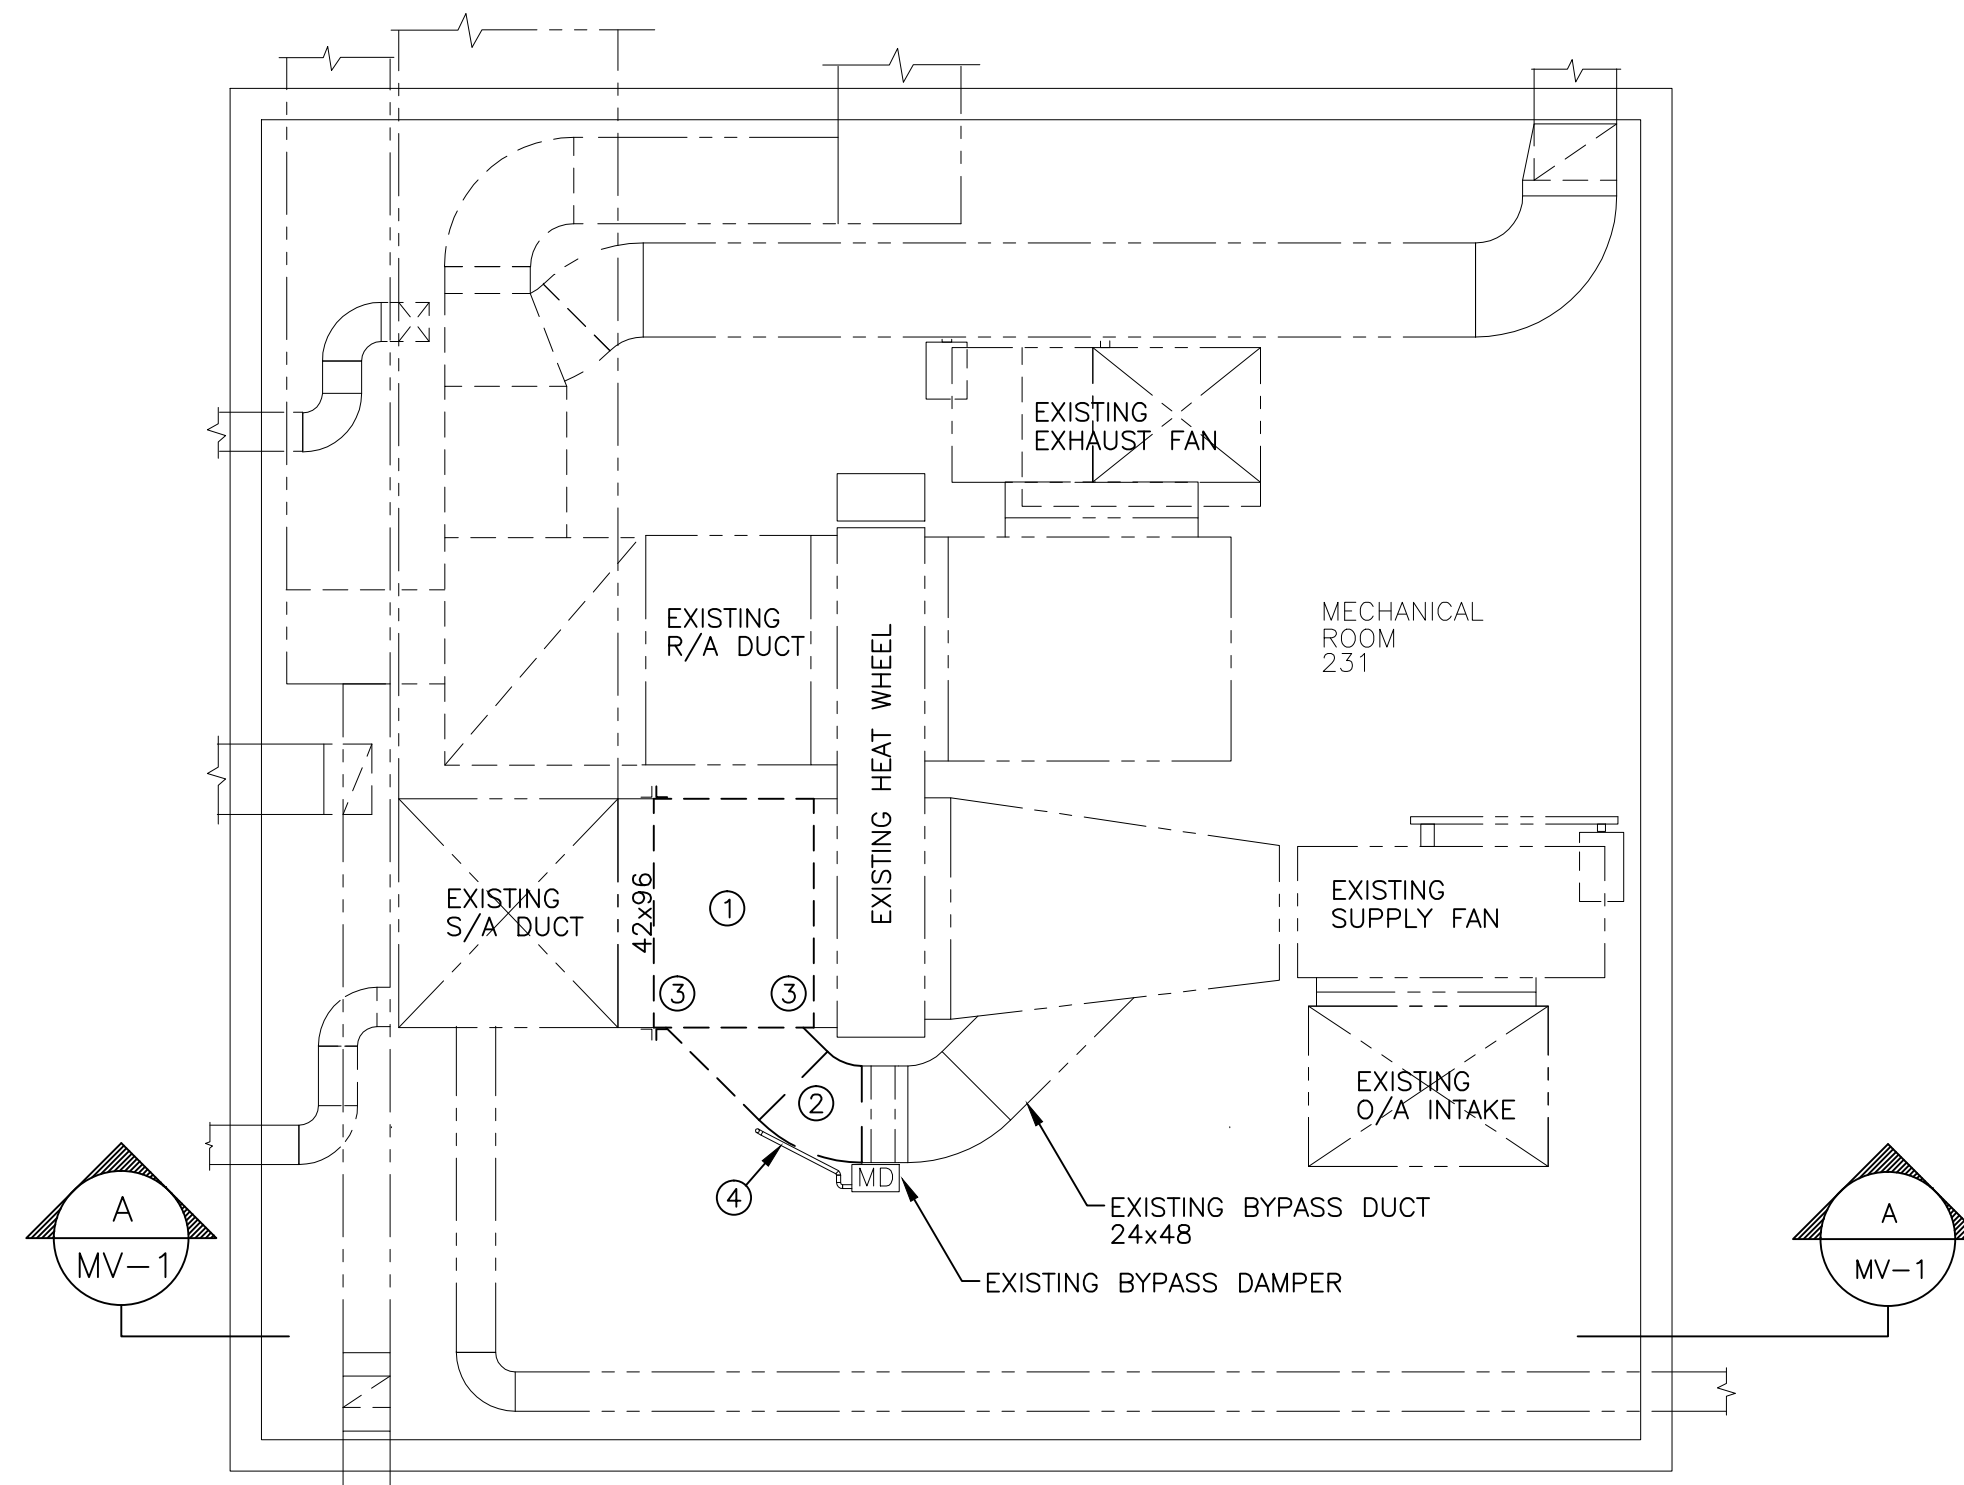 EXISTING
EXHAUST FAN
EXISTING
R/A DUCT
EXISTING HEAT WHEEL
MECHANICAL
ROOM
231
EXISTING
S/A DUCT
42x96
1
3
3
EXISTING
SUPPLY FAN
2
EXISTING
O/A INTAKE
4
MD
EXISTING BYPASS DUCT
24x48
EXISTING BYPASS DAMPER
A
MV-1
A
MV-1